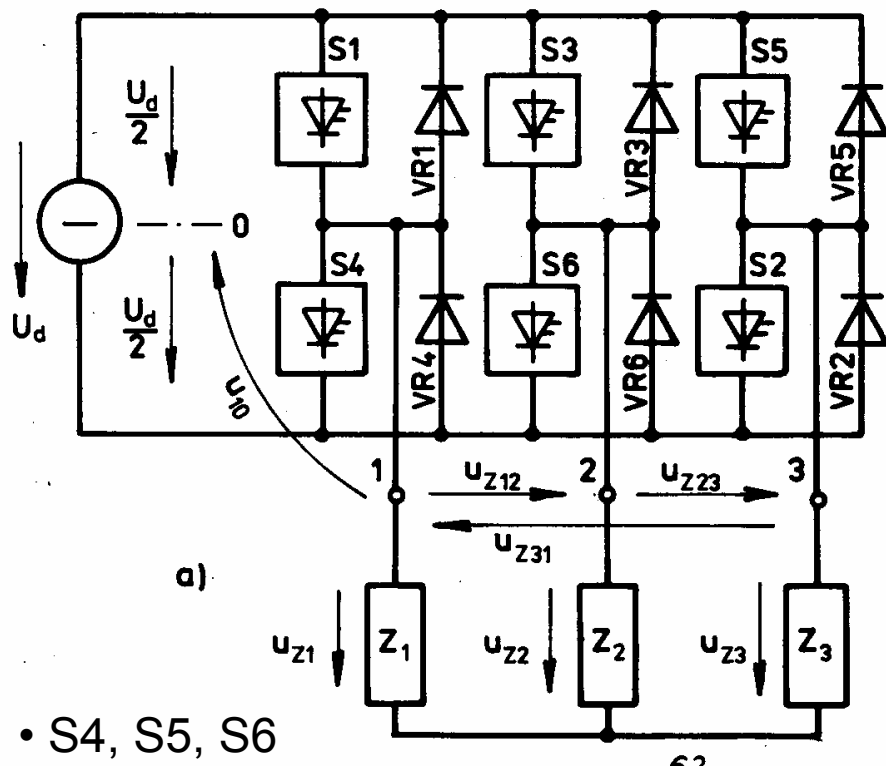 S1 S3 S5
U_d/2
VR1 VR3 VR5
0
S4 S6 S2
U_d
U_d/2
u_10
VR4 VR6 VR2
1 u_Z12 2 u_Z23 3
u_Z31
a)
u_Z1 Z_1 u_Z2 Z_2 u_Z3 Z_3
• S4, S5, S6